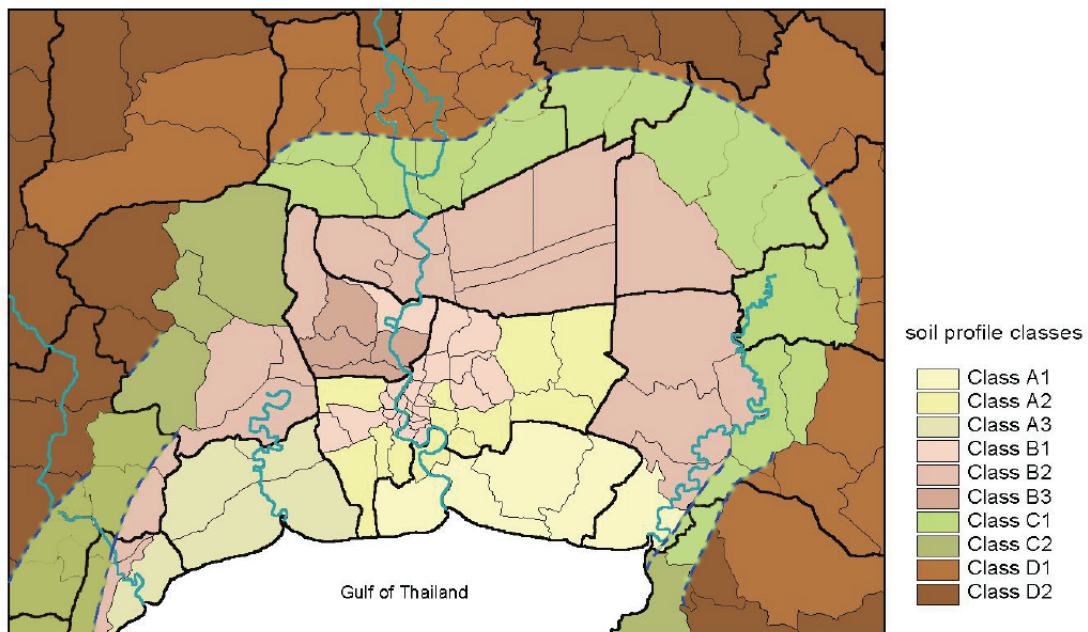 soil profile classes
Class A1
Class A2
Class A3
Class B1
Class B2
Class B3
Class C1
Class C2
Class D1
Class D2
Gulf of Thailand